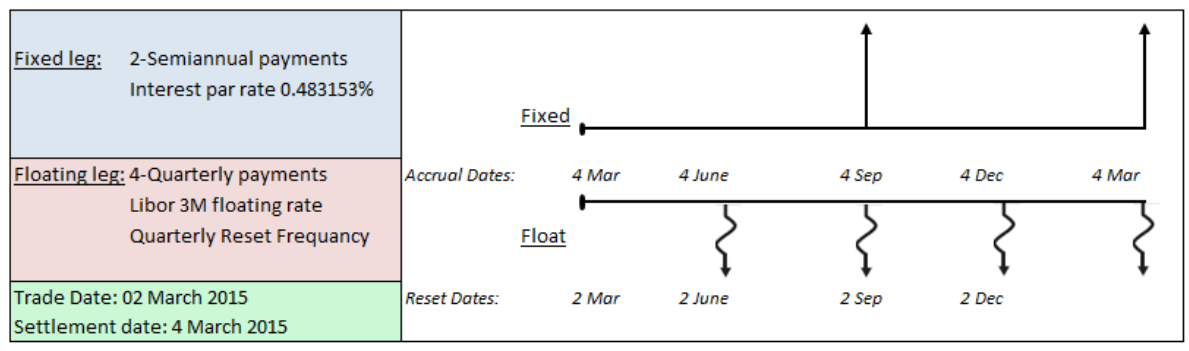 Fixed leg: 2-Semiannual payments
Interest par rate 0.483153%
Fixed
Floating leg: 4-Quarterly payments
Libor 3M floating rate
Quarterly Reset Frequancy
Accrual Dates: 4 Mar 4 June 4 Sep 4 Dec 4 Mar
Float
Trade Date: 02 March 2015
Settlement date: 4 March 2015
Reset Dates: 2 Mar 2 June 2 Sep 2 Dec